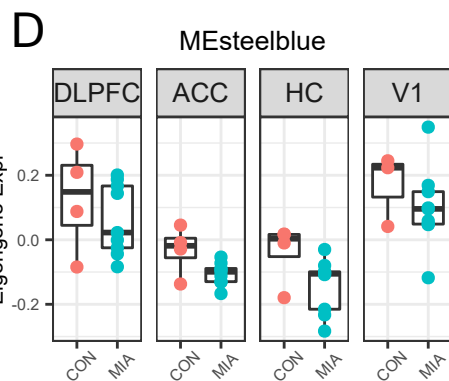 D
MEsteelblue
DLPFC ACC HC V1
0.2
0.0
-0.2
CON MIA CON MIA CON MIA CON MIA